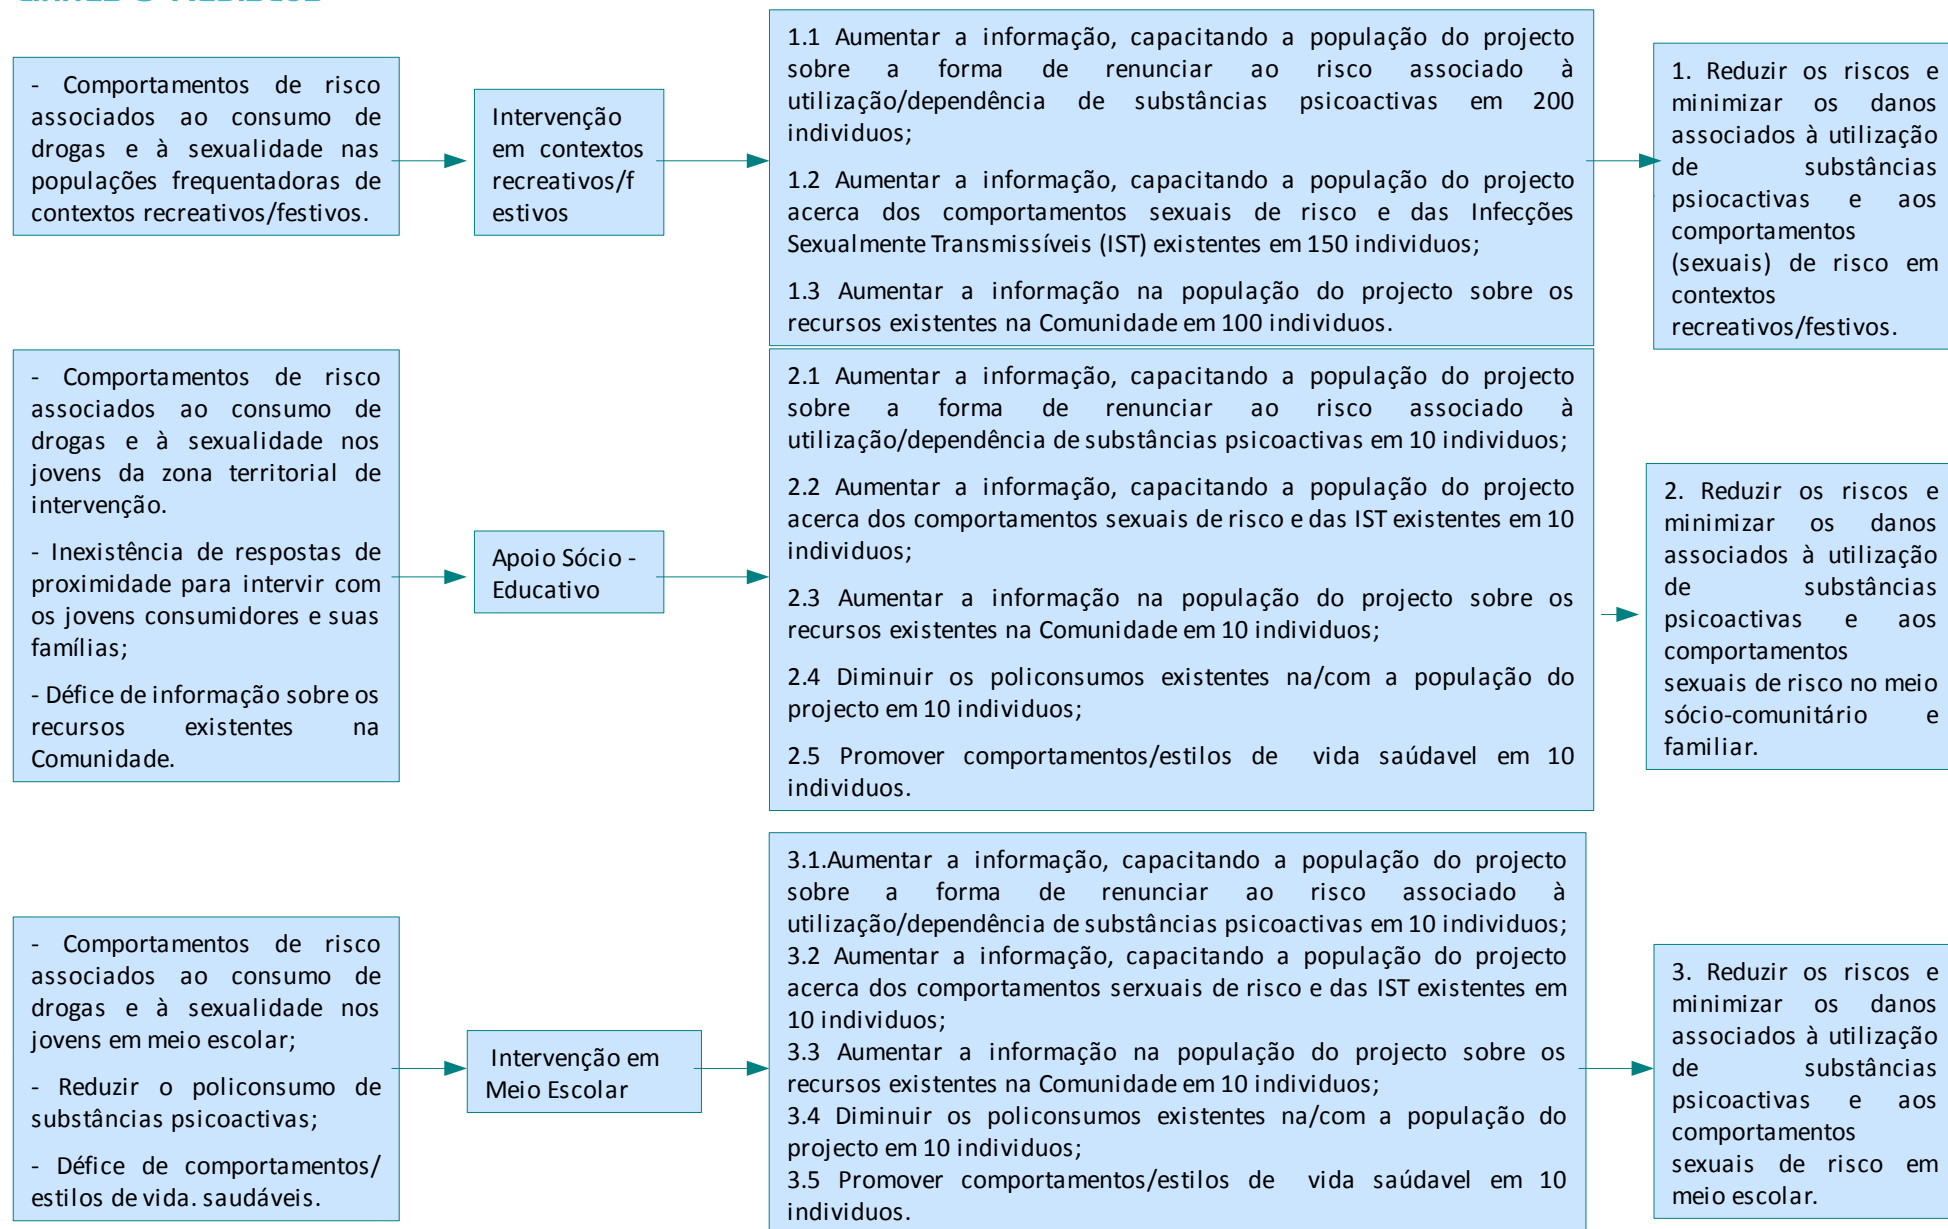 - Comportamentos de risco
associados ao consumo de
drogas e à sexualidade nas
populações frequentadoras de
contextos recreativos/festivos.
Intervenção
em contextos
recreativos/f
estivos
1.1 Aumentar a informação, capacitando a população do projecto
sobre a forma de renunciar ao risco associado à
utilização/dependência de substâncias psicoactivas em 200
individuos;
1.2 Aumentar a informação, capacitando a população do projecto
acerca dos comportamentos sexuais de risco e das Infecções
Sexualmente Transmissíveis (IST) existentes em 150 individuos;
1.3 Aumentar a informação na população do projecto sobre os
recursos existentes na Comunidade em 100 individuos.
1. Reduzir os riscos e
minimizar os danos
associados à utilização
de substâncias
psiocactivas e aos
comportamentos
(sexuais) de risco em
contextos
recreativos/festivos.
- Comportamentos de risco
associados ao consumo de
drogas e à sexualidade nos
jovens da zona territorial de
intervenção.
- Inexistência de respostas de
proximidade para intervir com
os jovens consumidores e suas
famílias;
- Défice de informação sobre os
recursos existentes na
Comunidade.
Apoio Sócio -
Educativo
2.1 Aumentar a informação, capacitando a população do projecto
sobre a forma de renunciar ao risco associado à
utilização/dependência de substâncias psicoactivas em 10 individuos;
2.2 Aumentar a informação, capacitando a população do projecto
acerca dos comportamentos sexuais de risco e das IST existentes em 10
individuos;
2.3 Aumentar a informação na população do projecto sobre os
recursos existentes na Comunidade em 10 individuos;
2.4 Diminuir os policonsumos existentes na/com a população do
projecto em 10 individuos;
2.5 Promover comportamentos/estilos de vida saúdavel em 10
individuos.
2. Reduzir os riscos e
minimizar os danos
associados à utilização
de substâncias
psicoactivas e aos
comportamentos
sexuais de risco no meio
sócio-comunitário e
familiar.
- Comportamentos de risco
associados ao consumo de
drogas e à sexualidade nos
jovens em meio escolar;
- Reduzir o policonsumo de
substâncias psicoactivas;
- Défice de comportamentos/
estilos de vida. saudáveis.
Intervenção em
Meio Escolar
3.1.Aumentar a informação, capacitando a população do projecto
sobre a forma de renunciar ao risco associado à
utilização/dependência de substâncias psicoactivas em 10 individuos;
3.2 Aumentar a informação, capacitando a população do projecto
acerca dos comportamentos serxuais de risco e das IST existentes em
10 individuos;
3.3 Aumentar a informação na população do projecto sobre os
recursos existentes na Comunidade em 10 individuos;
3.4 Diminuir os policonsumos existentes na/com a população do
projecto em 10 individuos;
3.5 Promover comportamentos/estilos de vida saúdavel em 10
individuos.
3. Reduzir os riscos e
minimizar os danos
associados à utilização
de substâncias
psicoactivas e aos
comportamentos
sexuais de risco em
meio escolar.